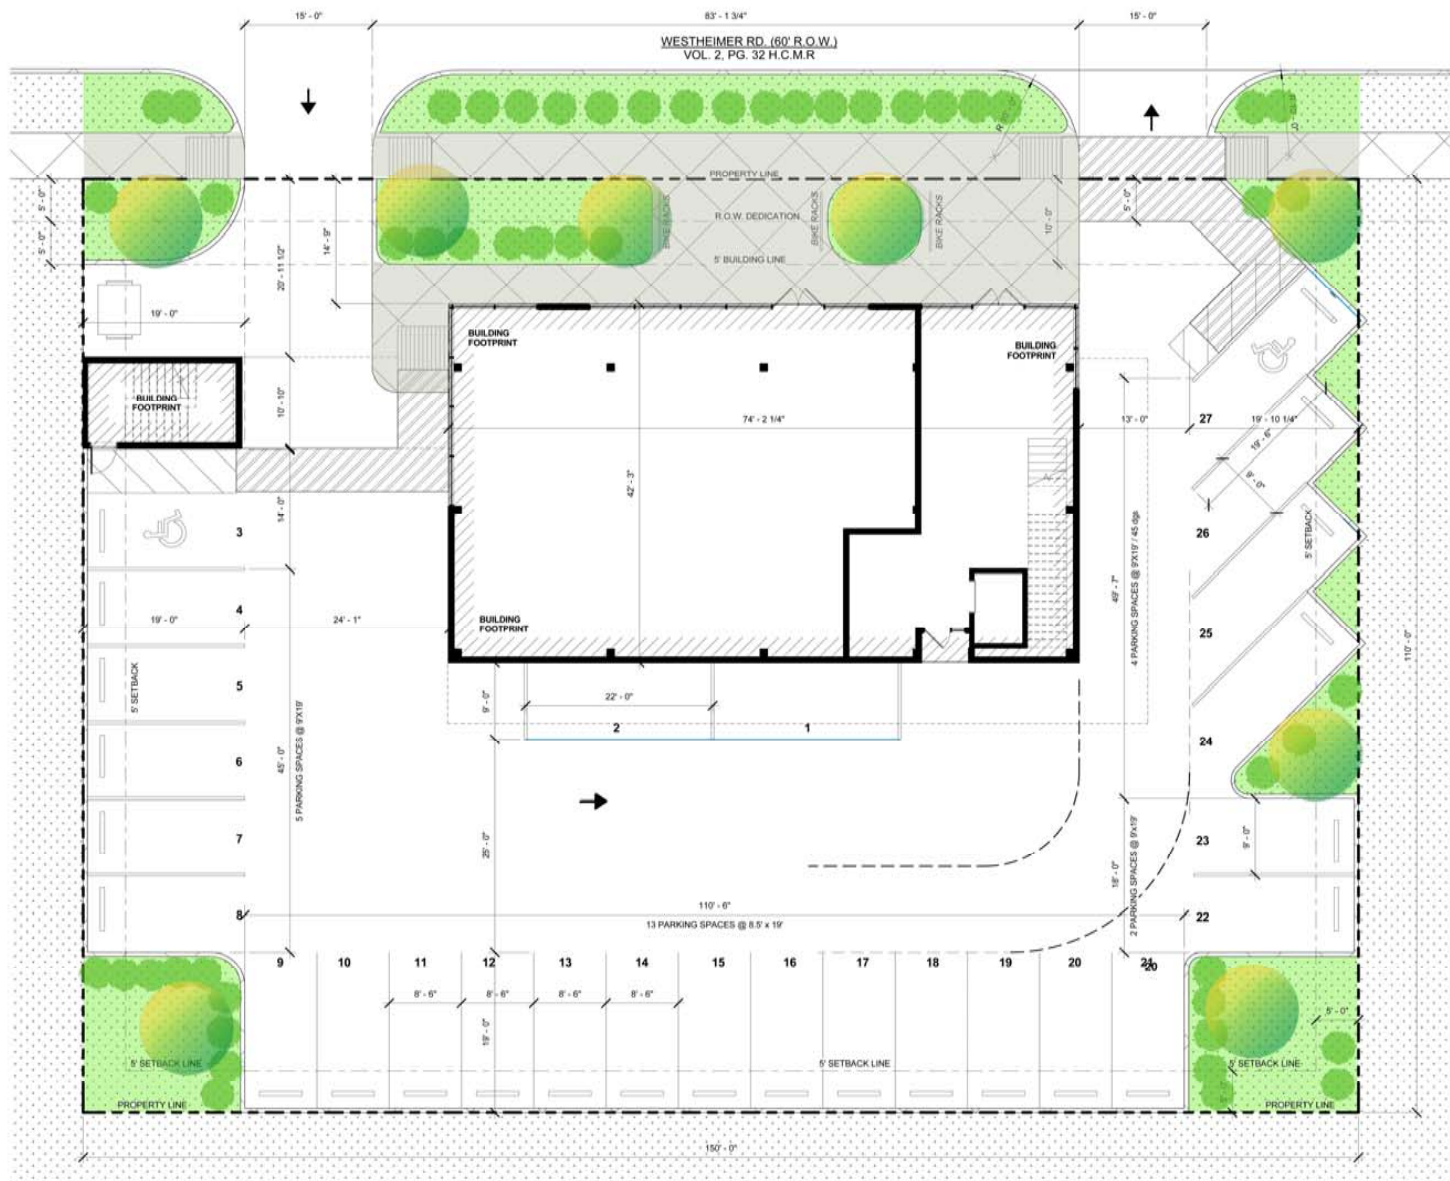 15' - 0"
83' - 1 3/4"
15' - 0"
WESTHEIMER RD. (60' R.O.W.)
VOL. 2, PG. 32 H.C.M.R
PROPERTY LINE
5' - 0"
5' - 0"
20' - 11 1/2"
14' - 9"
BIKE RACKS
R.O.W. DEDICATION
BIKE RACKS
BIKE RACKS
10' - 0"
5' - 0"
5' BUILDING LINE
19' - 0"
BUILDING
FOOTPRINT
BUILDING
FOOTPRINT
BUILDING
FOOTPRINT
10' - 10"
74' - 2 1/4"
13' - 0"
27
19' - 10 1/4"
19' - 6"
9' - 0"
42' - 3"
14' - 0"
3
26
5' SETBACK
49' - 7"
4 PARKING SPACES @ 9'X19' / 45 dgs
110' - 0"
4
19' - 0"
24' - 1"
BUILDING
FOOTPRINT
25
5' SETBACK
5
9' - 0"
22' - 0"
2
1
24
6
45' - 0"
5 PARKING SPACES @ 9'X19'
7
25' - 0"
23
9' - 0"
18' - 0"
2 PARKING SPACES @ 9'x19'
8
110' - 6"
13 PARKING SPACES @ 8.5' x 19'
22
9
10
11
12
13
14
15
16
17
18
19
20
21
20
8' - 6"
8' - 6"
8' - 6"
8' - 6"
19' - 0"
5' - 0"
5' SETBACK LINE
5' SETBACK LINE
5' SETBACK LINE
PROPERTY LINE
PROPERTY LINE
150' - 0"